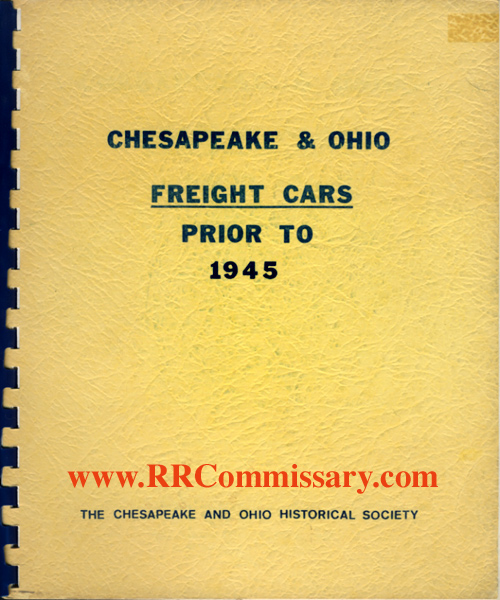 CHESAPEAKE & OHIO
FREIGHT CARS
PRIOR TO
1945
www.RRCommissary.com
THE CHESAPEAKE AND OHIO HISTORICAL SOCIETY